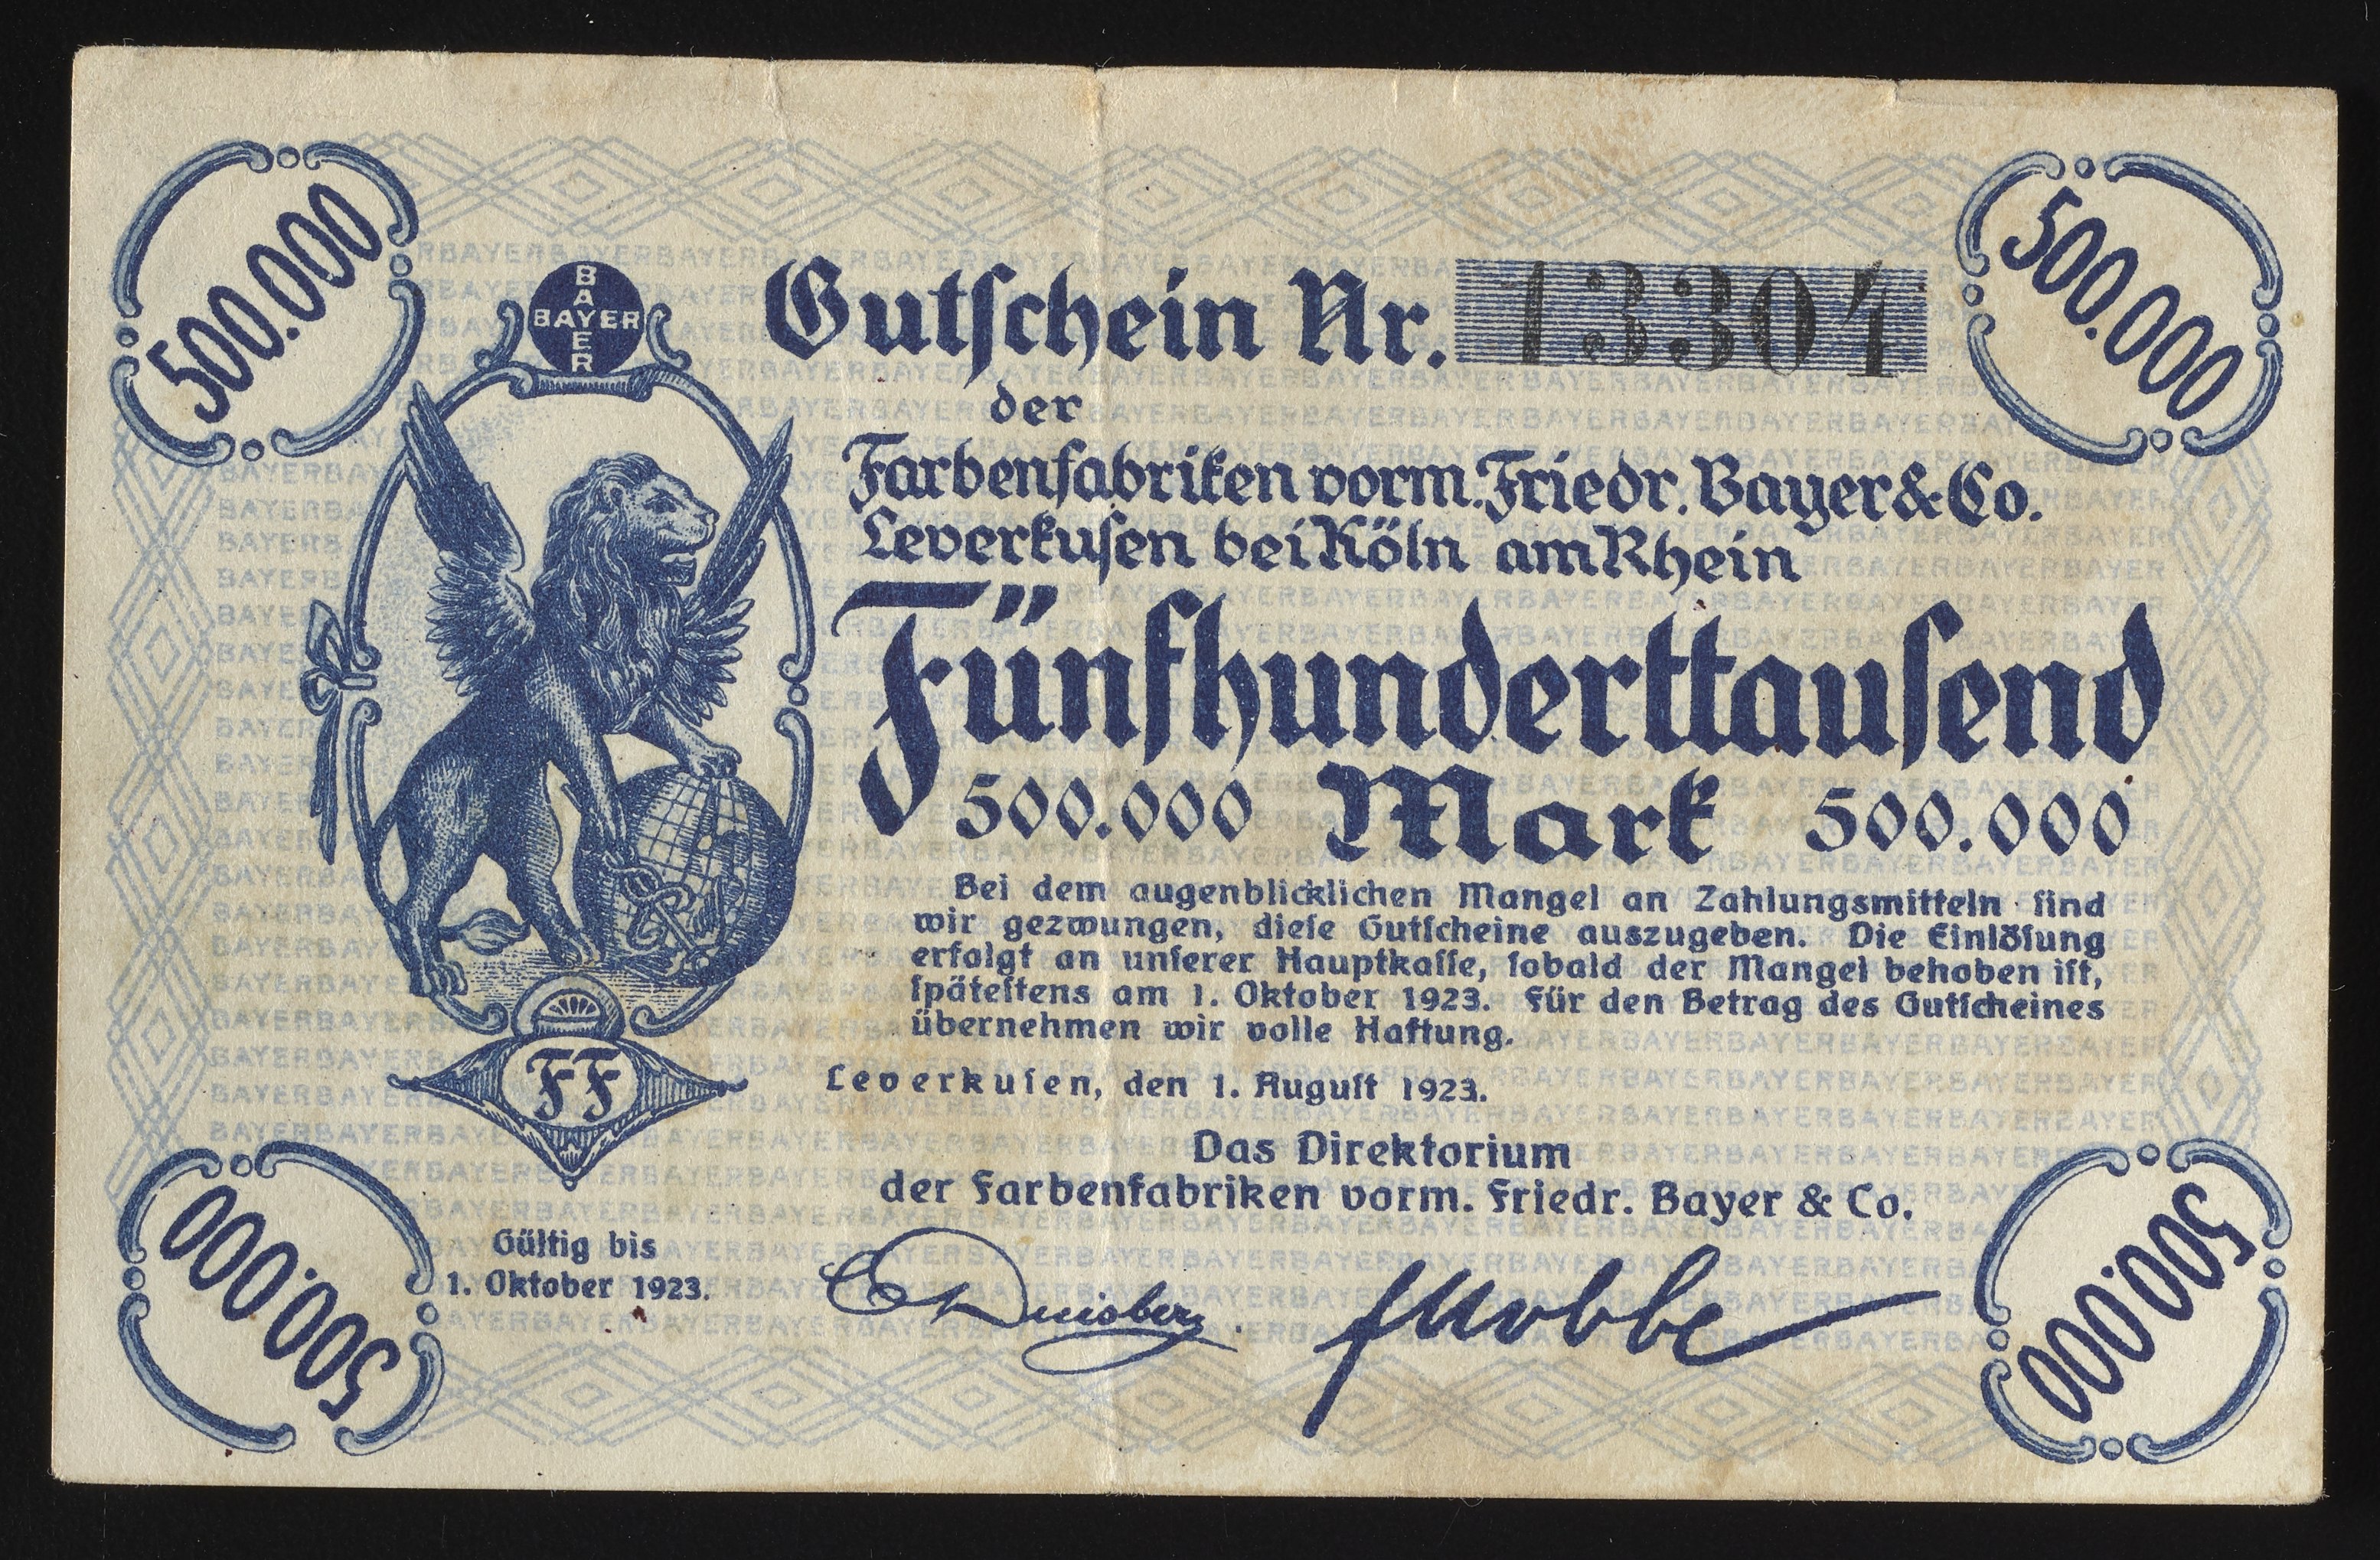 500.000
500.000
BAYER
BAYER
Gutschein Nr. 13304
der
Farbenfabriken vorm. Friedr. Bayer & Co.
Leverkusen bei Köln am Rhein
Fünfhunderttausend
500.000 Mark 500.000
Bei dem augenblicklichen Mangel an Zahlungsmitteln sind
wir gezwungen, diese Gutscheine auszugeben. Die Einlösung
erfolgt an unserer Hauptkasse, sobald der Mangel behoben ist,
spätestens am 1. Oktober 1923. Für den Betrag des Gutscheines
übernehmen wir volle Haftung.
FF
Leverkusen, den 1. August 1923.
Das Direktorium
der Farbenfabriken vorm. Friedr. Bayer & Co.
Gültig bis
1. Oktober 1923.
C Duisberg
500.000
500.000